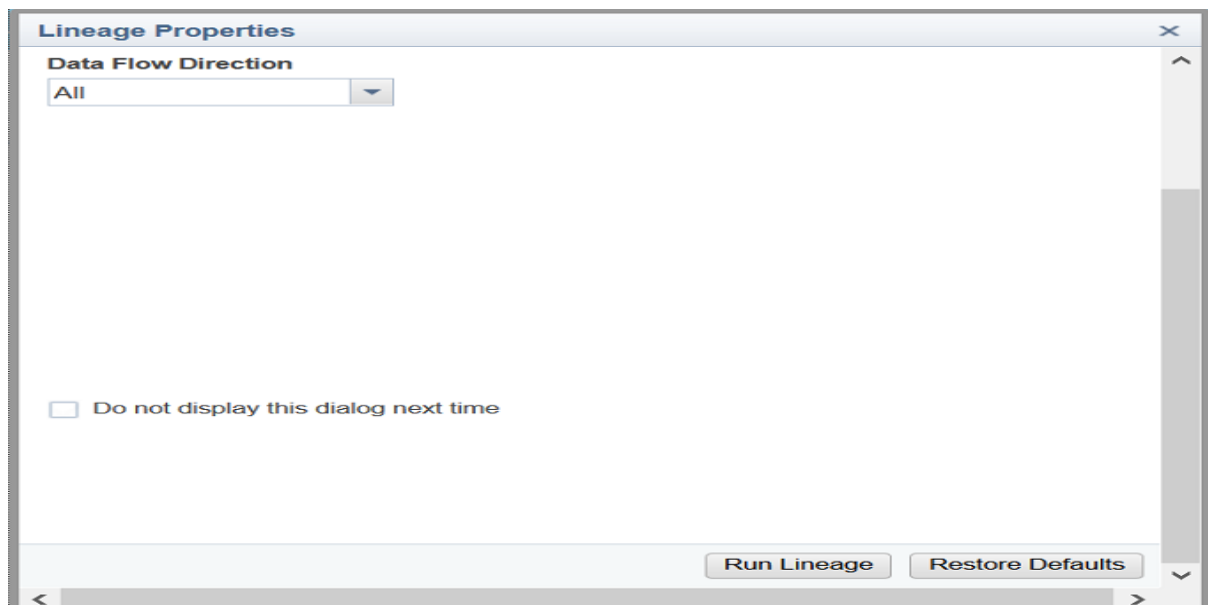 Lineage Properties
Data Flow Direction
All
Do not display this dialog next time
Run Lineage Restore Defaults